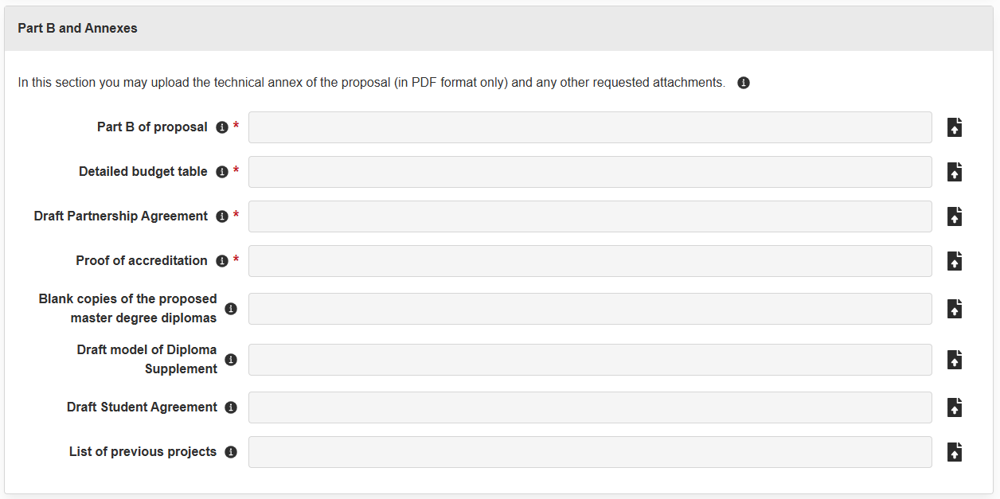 Part B and Annexes
In this section you may upload the technical annex of the proposal (in PDF format only) and any other requested attachments.
Part B of proposal *
Detailed budget table *
Draft Partnership Agreement *
Proof of accreditation *
Blank copies of the proposed
master degree diplomas
Draft model of Diploma
Supplement
Draft Student Agreement
List of previous projects